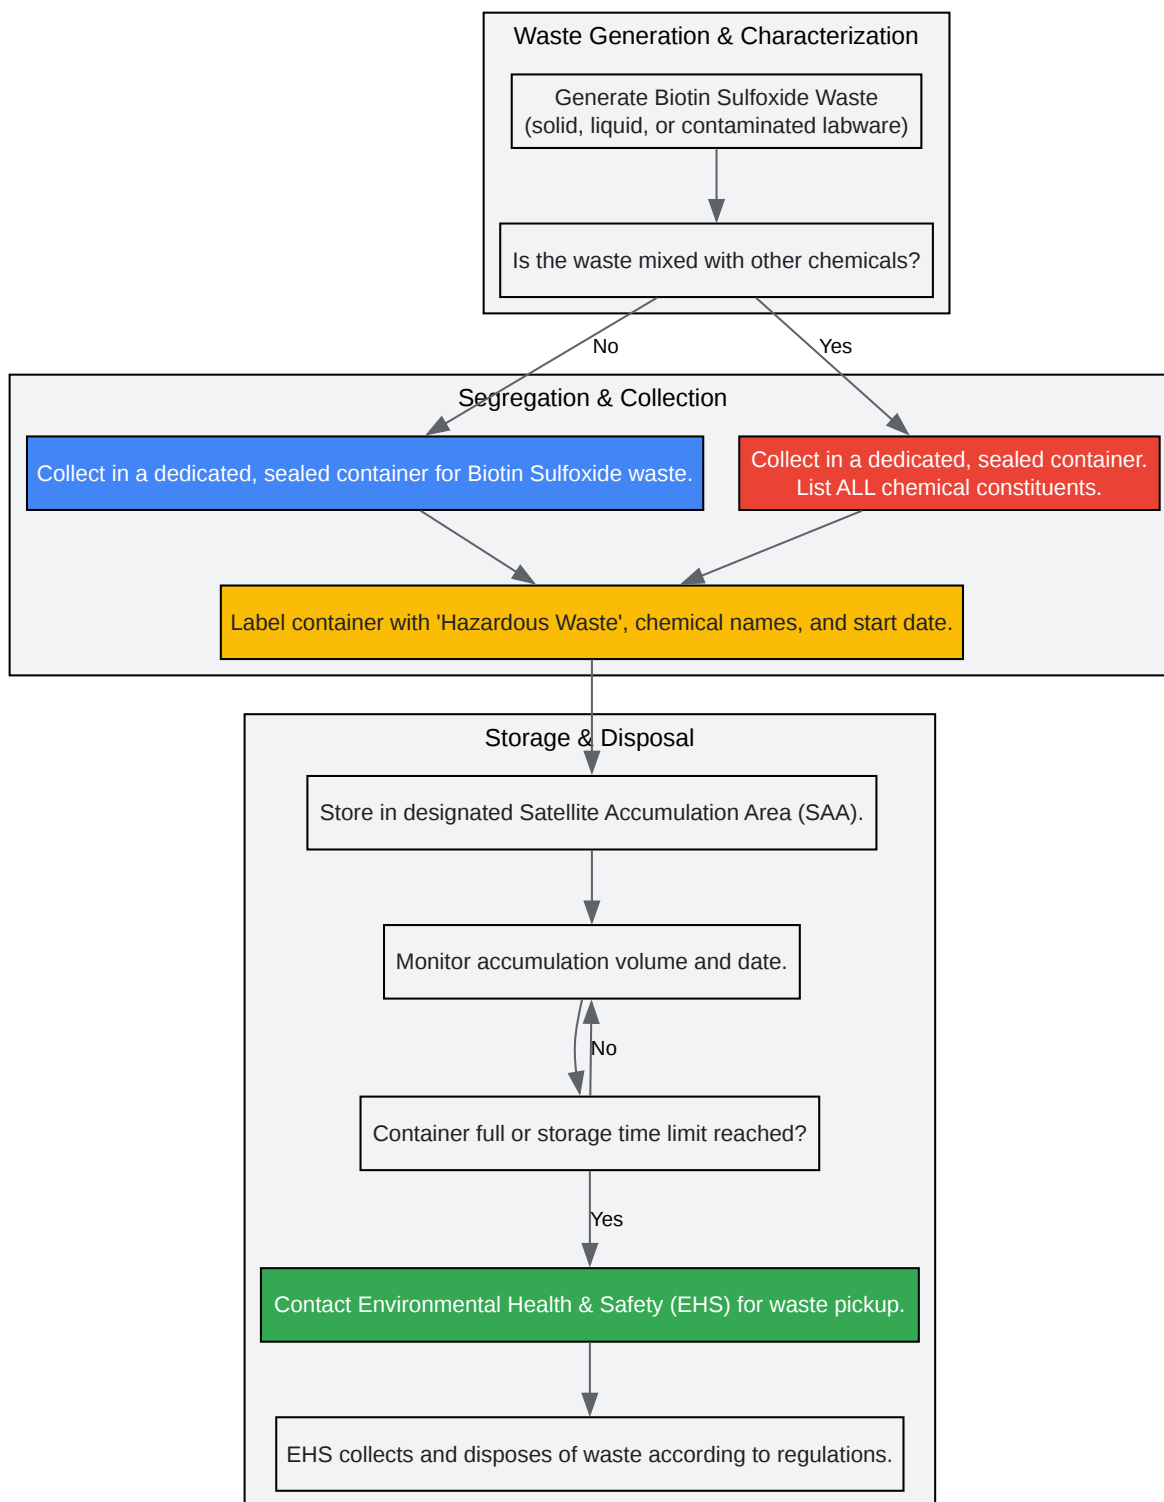 Waste Generation & Characterization
Generate Biotin Sulfoxide Waste
(solid, liquid, or contaminated labware)
Is the waste mixed with other chemicals?
No
Yes
Segregation & Collection
Collect in a dedicated, sealed container for Biotin Sulfoxide waste.
Collect in a dedicated, sealed container.
List ALL chemical constituents.
Label container with 'Hazardous Waste', chemical names, and start date.
Storage & Disposal
Store in designated Satellite Accumulation Area (SAA).
Monitor accumulation volume and date.
No
Container full or storage time limit reached?
Yes
Contact Environmental Health & Safety (EHS) for waste pickup.
EHS collects and disposes of waste according to regulations.